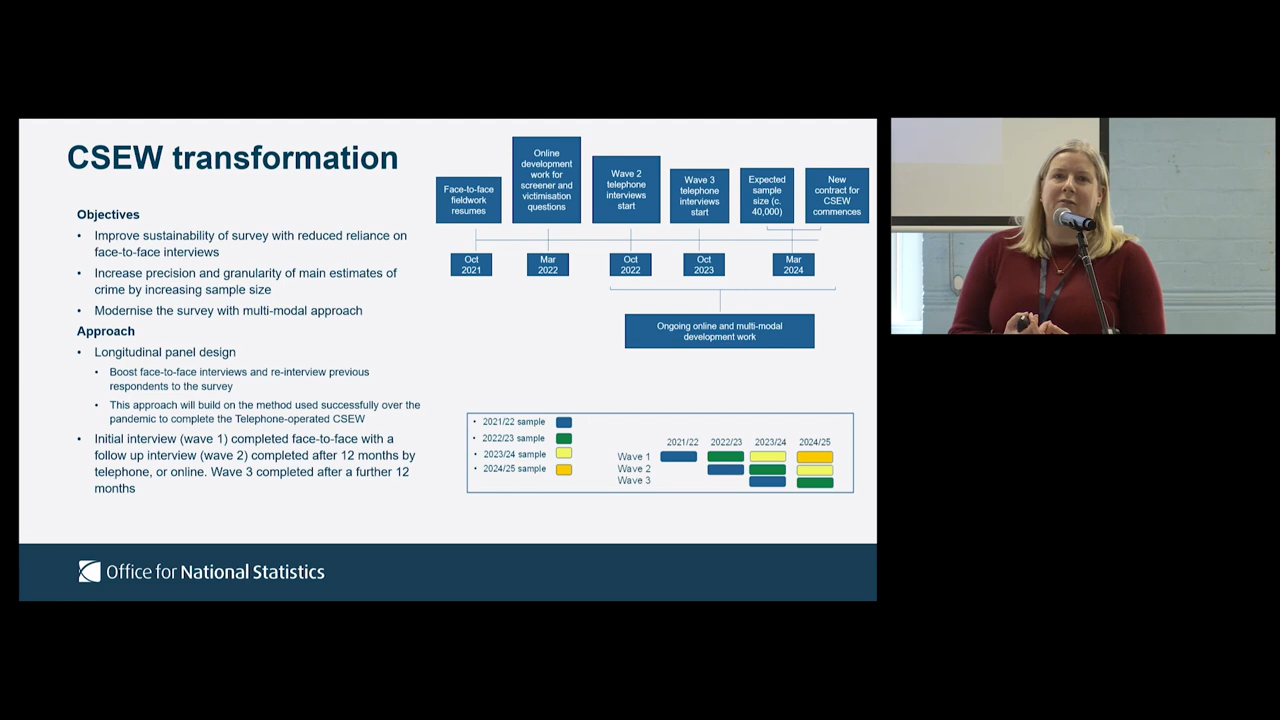 CSEW transformation
Objectives
• Improve sustainability of survey with reduced reliance on
face-to-face interviews
• Increase precision and granularity of main estimates of
crime by increasing sample size
• Modernise the survey with multi-modal approach
Approach
• Longitudinal panel design
• Boost face-to-face interviews and re-interview previous
respondents to the survey
• This approach will build on the method used successfully over the
pandemic to complete the Telephone-operated CSEW
• Initial interview (wave 1) completed face-to-face with a
follow up interview (wave 2) completed after 12 months by
telephone, or online. Wave 3 completed after a further 12
months
Face-to-face
fieldwork
resumes
Online
development
work for
screener and
victimisation
questions
Wave 2
telephone
interviews
start
Wave 3
telephone
interviews
start
Expected
sample
size (c.
40,000)
New
contract for
CSEW
commences
Oct
2021
Mar
2022
Oct
2022
Oct
2023
Mar
2024
Ongoing online and multi-modal
development work
• 2021/22 sample
• 2022/23 sample
• 2023/24 sample
• 2024/25 sample
2021/22 2022/23 2023/24 2024/25
Wave 1
Wave 2
Wave 3
Office for National Statistics